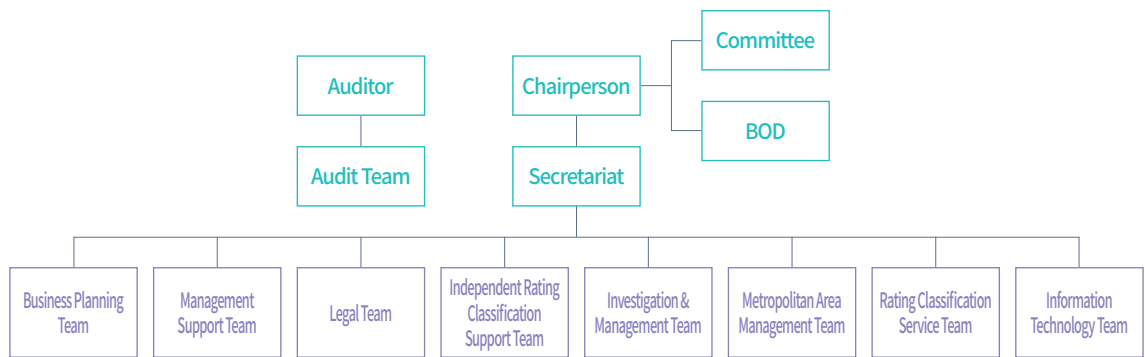 Committee
Auditor
Chairperson
BOD
Audit Team
Secretariat
Business Planning
Team
Management
Support Team
Legal Team
Independent Rating
Classification
Support Team
Investigation &
Management Team
Metropolitan Area
Management Team
Rating Classification
Service Team
Information
Technology Team